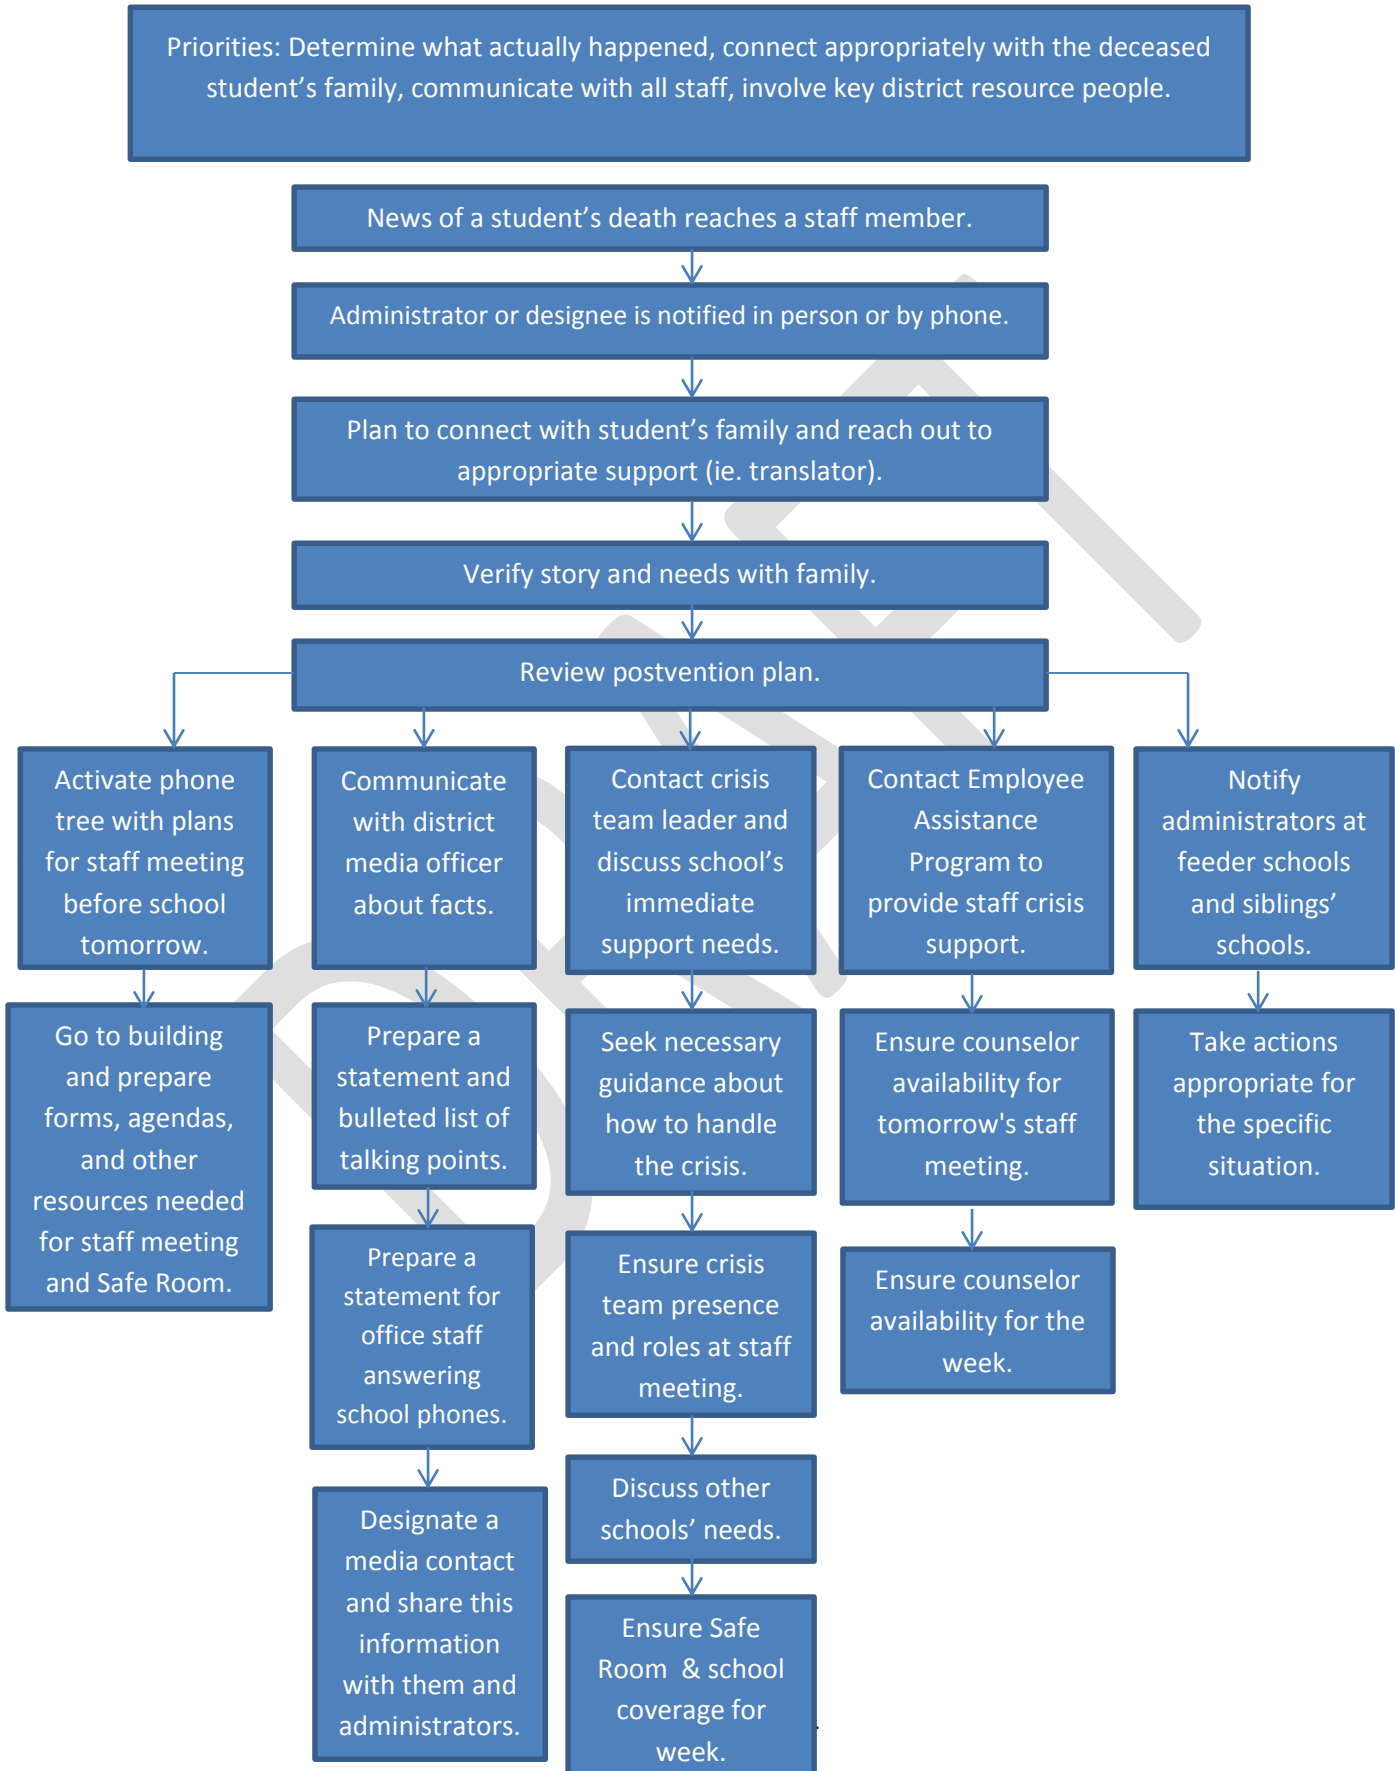 Priorities: Determine what actually happened, connect appropriately with the deceased
student’s family, communicate with all staff, involve key district resource people.
News of a student’s death reaches a staff member.
Administrator or designee is notified in person or by phone.
Plan to connect with student’s family and reach out to
appropriate support (ie. translator).
Verify story and needs with family.
Review postvention plan.
Activate phone
tree with plans
for staff meeting
before school
tomorrow.
Go to building
and prepare
forms, agendas,
and other
resources needed
for staff meeting
and Safe Room.
Communicate
with district
media officer
about facts.
Prepare a
statement and
bulleted list of
talking points.
Prepare a
statement for
office staff
answering
school phones.
Designate a
media contact
and share this
information
with them and
administrators.
Contact crisis
team leader and
discuss school’s
immediate
support needs.
Seek necessary
guidance about
how to handle
the crisis.
Ensure crisis
team presence
and roles at staff
meeting.
Discuss other
schools’ needs.
Ensure Safe
Room & school
coverage for
week.
Contact Employee
Assistance
Program to
provide staff crisis
support.
Ensure counselor
availability for
tomorrow's staff
meeting.
Ensure counselor
availability for the
week.
Notify
administrators at
feeder schools
and siblings’
schools.
Take actions
appropriate for
the specific
situation.
DRAFT